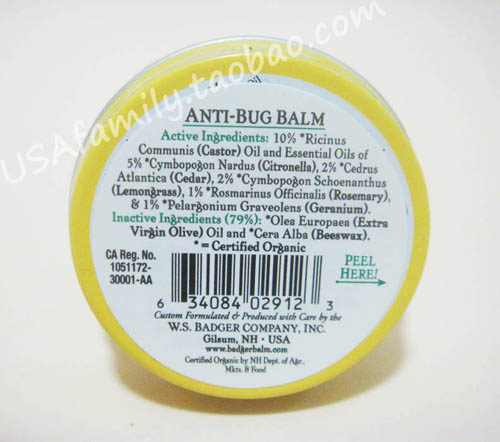 USAfamily.taobao.com
ANTI-BUG BALM
Active Ingredients: 10% *Ricinus
Communis (Castor) Oil and Essential Oils of
5% *Cymbopogon Nardus (Citronella), 2% *Cedrus
Atlantica (Cedar), 2% *Cymbopogon Schoenanthus
(Lemongrass), 1% *Rosmarinus Officinalis (Rosemary),
& 1% *Pelargonium Graveolens (Geranium).
Inactive Ingredients (79%): *Olea Europaea (Extra
Virgin Olive) Oil and *Cera Alba (Beeswax).
* = Certified Organic
CA Reg. No.
1051172-
30001-AA
PEEL
HERE!
6 34084 02912 3
Custom Formulated & Produced with Care by the
W.S. BADGER COMPANY, INC.
Gilsum, NH • USA
www.badgerbalm.com
Certified Organic by NH Dept. of Agr.,
Mkts. & Food